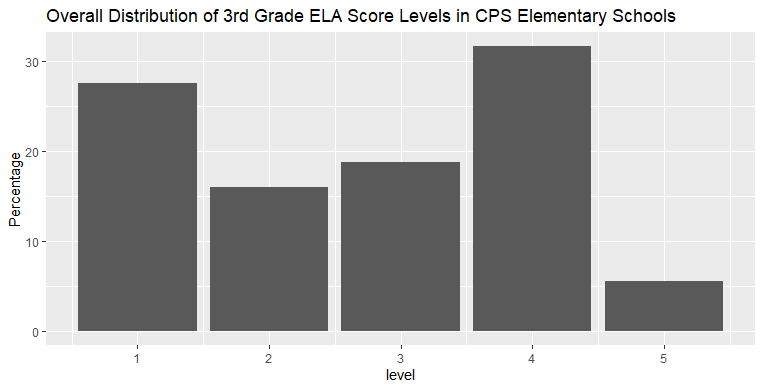 Overall Distribution of 3rd Grade ELA Score Levels in CPS Elementary Schools
30
20
10
0
Percentage
1 2 3 4 5
level